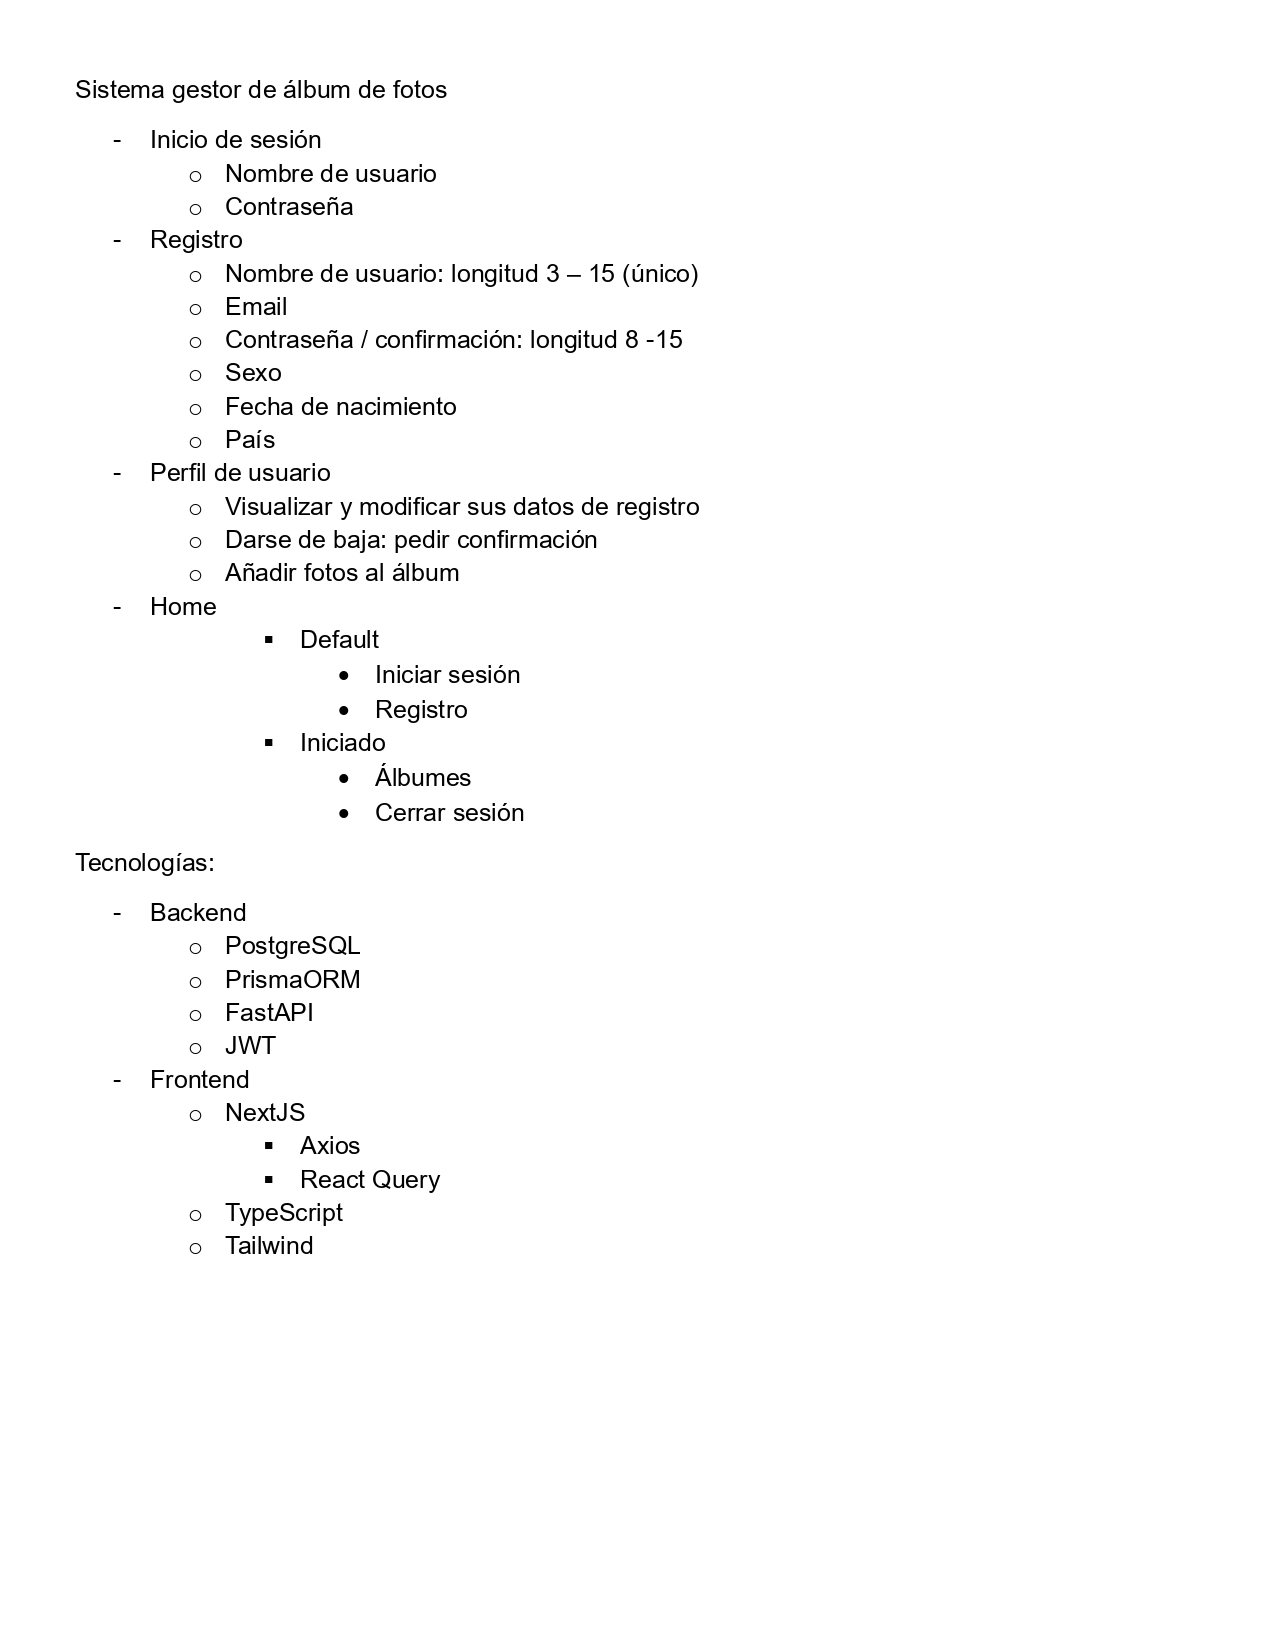 Sistema gestor de álbum de fotos
- Inicio de sesión
o Nombre de usuario
o Contraseña
- Registro
o Nombre de usuario: longitud 3 – 15 (único)
o Email
o Contraseña / confirmación: longitud 8 -15
o Sexo
o Fecha de nacimiento
o País
- Perfil de usuario
o Visualizar y modificar sus datos de registro
o Darse de baja: pedir confirmación
o Añadir fotos al álbum
- Home
▪ Default
• Iniciar sesión
• Registro
▪ Iniciado
• Álbumes
• Cerrar sesión
Tecnologías:
- Backend
o PostgreSQL
o PrismaORM
o FastAPI
o JWT
- Frontend
o NextJS
▪ Axios
▪ React Query
o TypeScript
o Tailwind